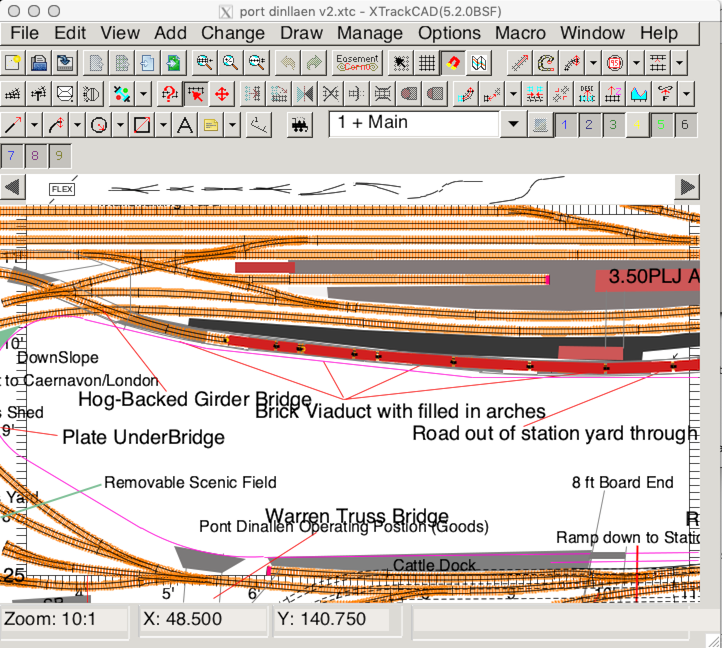 port dinllaen v2.xtc - XTrackCAD(5.2.0BSF)
File Edit View Add Change Draw Manage Options Macro Window Help
Easement
1 + Main
1 2 3 4 5 6
7 8 9
FLEX
3.50PLJ A
10'
DownSlope
t to Caernavon/London
Hog-Backed Girder Bridge
Brick Viaduct with filled in arches
s Shed
9'
Plate UnderBridge
Road out of station yard through
Removable Scenic Field
8 ft Board End
Yard
Warren Truss Bridge
R
Pont Dinallen Operating Postion (Goods)
Ramp down to Static
Cattle Dock
25
5'
6'
9'
10'
11
Zoom: 10:1
X: 48.500
Y: 140.750